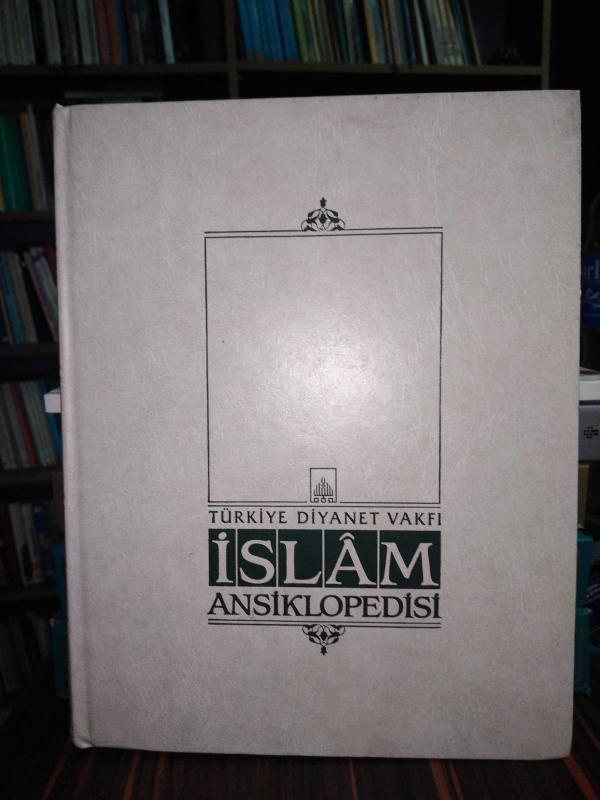 TÜRKİYE DİYANET VAKFI
İSLÂM
ANSİKLOPEDİSİ